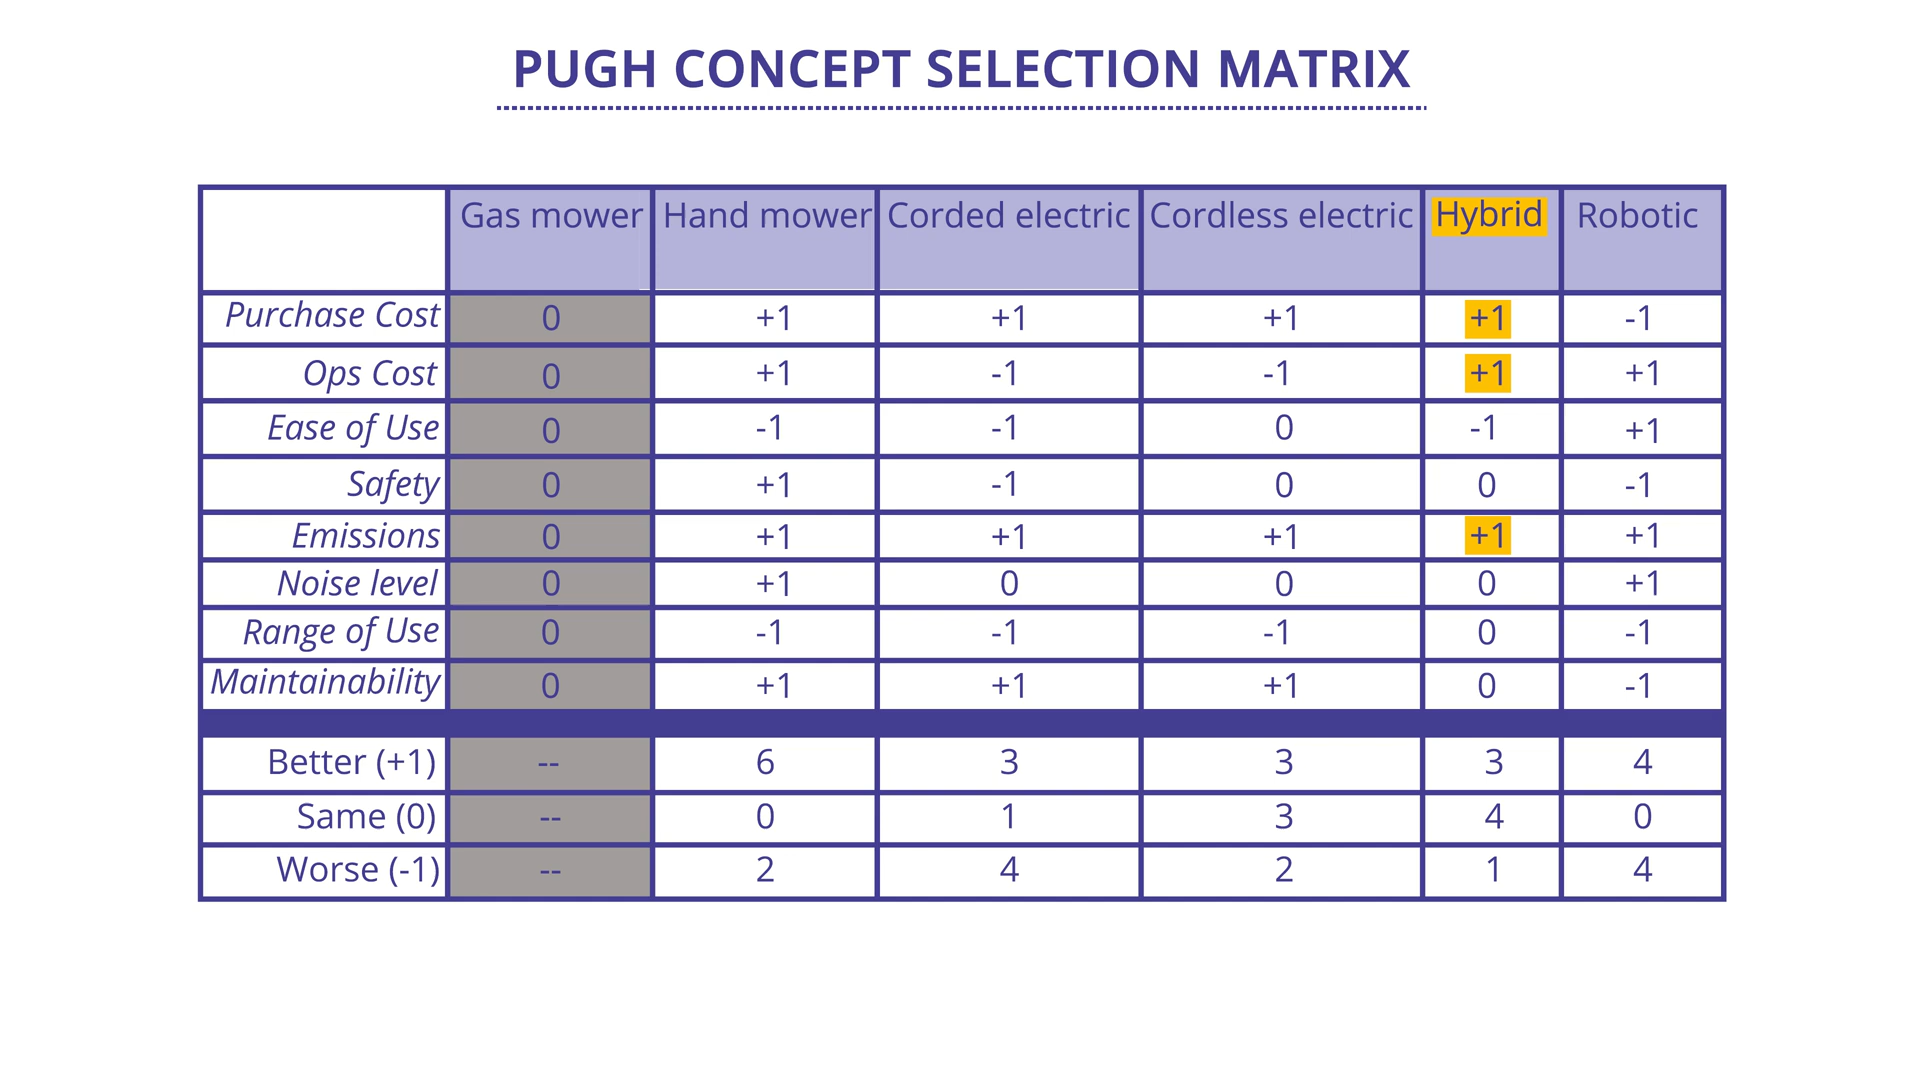 PUGH CONCEPT SELECTION MATRIX
Gas mower Hand mower Corded electric Cordless electric Hybrid Robotic
Purchase Cost 0 +1 +1 +1 +1 -1
Ops Cost 0 +1 -1 -1 +1 +1
Ease of Use 0 -1 -1 0 -1 +1
Safety 0 +1 -1 0 0 -1
Emissions 0 +1 +1 +1 +1 +1
Noise level 0 +1 0 0 0 +1
Range of Use 0 -1 -1 -1 0 -1
Maintainability 0 +1 +1 +1 0 -1
Better (+1) -- 6 3 3 3 4
Same (0) -- 0 1 3 4 0
Worse (-1) -- 2 4 2 1 4